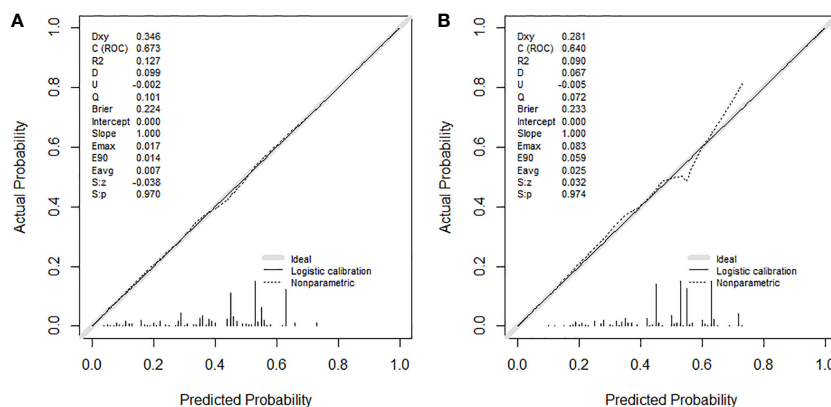 A
Dxy 0.346
C (ROC) 0.673
R2 0.127
D 0.099
U -0.002
Q 0.101
Brier 0.224
Intercept 0.000
Slope 1.000
Emax 0.017
E90 0.014
Eavg 0.007
S:z -0.038
S:p 0.970
Actual Probability
1.0
0.8
0.6
0.4
0.2
0.0
Ideal
Logistic calibration
Nonparametric
0.0 0.2 0.4 0.6 0.8 1.0
Predicted Probability
B
Dxy 0.281
C (ROC) 0.640
R2 0.090
D 0.067
U -0.005
Q 0.072
Brier 0.233
Intercept 0.000
Slope 1.000
Emax 0.083
E90 0.059
Eavg 0.025
S:z 0.032
S:p 0.974
Actual Probability
1.0
0.8
0.6
0.4
0.2
0.0
Ideal
Logistic calibration
Nonparametric
0.0 0.2 0.4 0.6 0.8 1.0
Predicted Probability